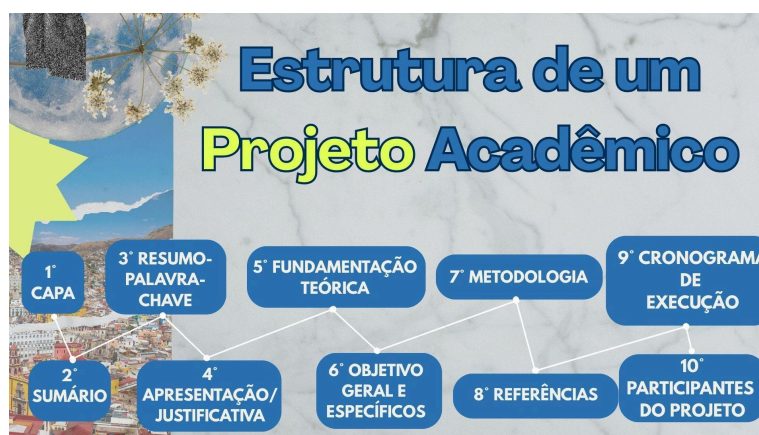 Estrutura de um
Projeto Acadêmico
1°
CAPA
2°
SUMÁRIO
3° RESUMO-
PALAVRA-
CHAVE
4°
APRESENTAÇÃO/
JUSTIFICATIVA
5° FUNDAMENTAÇÃO
TEÓRICA
6° OBJETIVO
GERAL E
ESPECÍFICOS
7° METODOLOGIA
8° REFERÊNCIAS
9° CRONOGRAMA
DE
EXECUÇÃO
10°
PARTICIPANTES
DO PROJETO